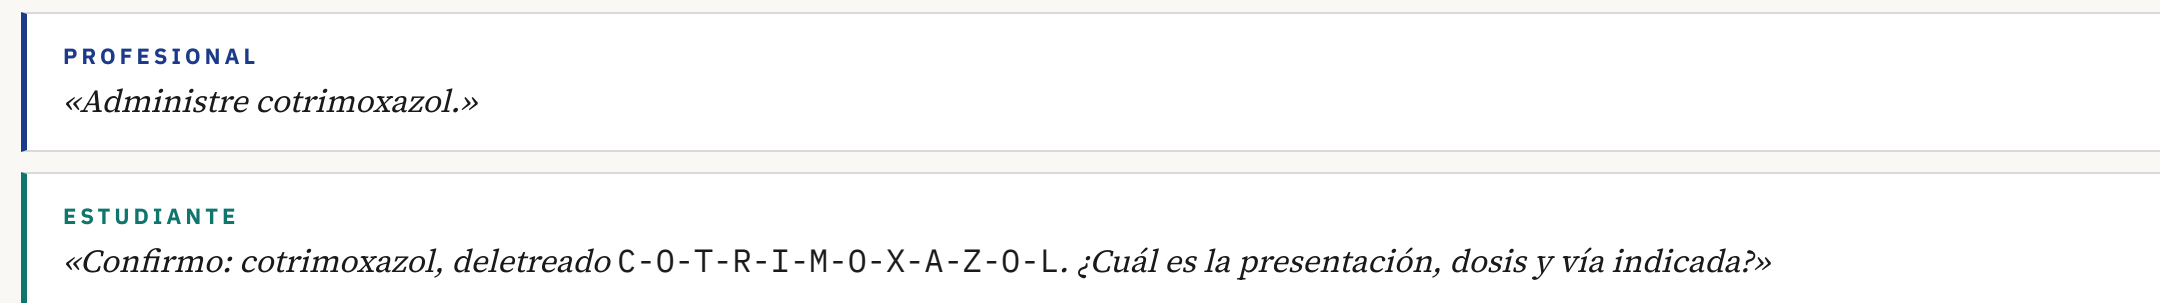 PROFESIONAL
«Administre cotrimoxazol.»
ESTUDIANTE
«Confirmo: cotrimoxazol, deletreado C-O-T-R-I-M-O-X-A-Z-O-L. ¿Cuál es la presentación, dosis y vía indicada?»